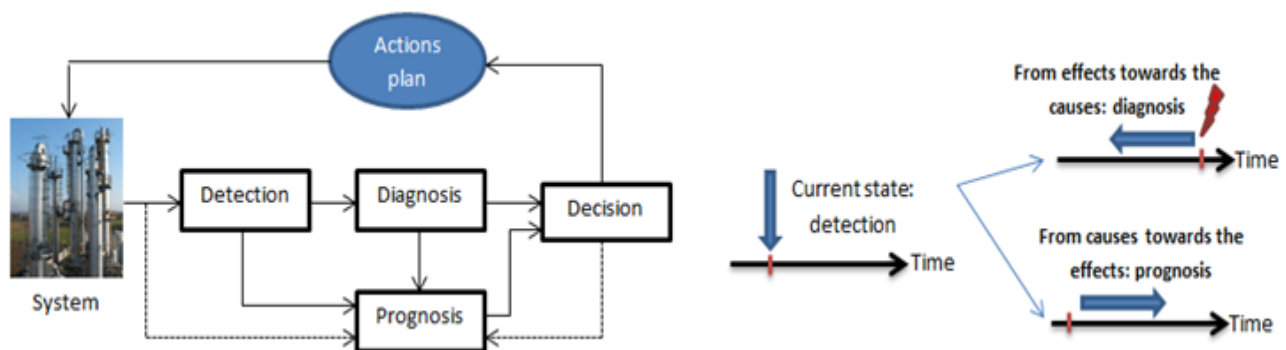 Actions
plan
System
Detection
Diagnosis
Decision
Prognosis
Current state:
detection
Time
From effects towards the
causes: diagnosis
Time
From causes towards the
effects: prognosis
Time